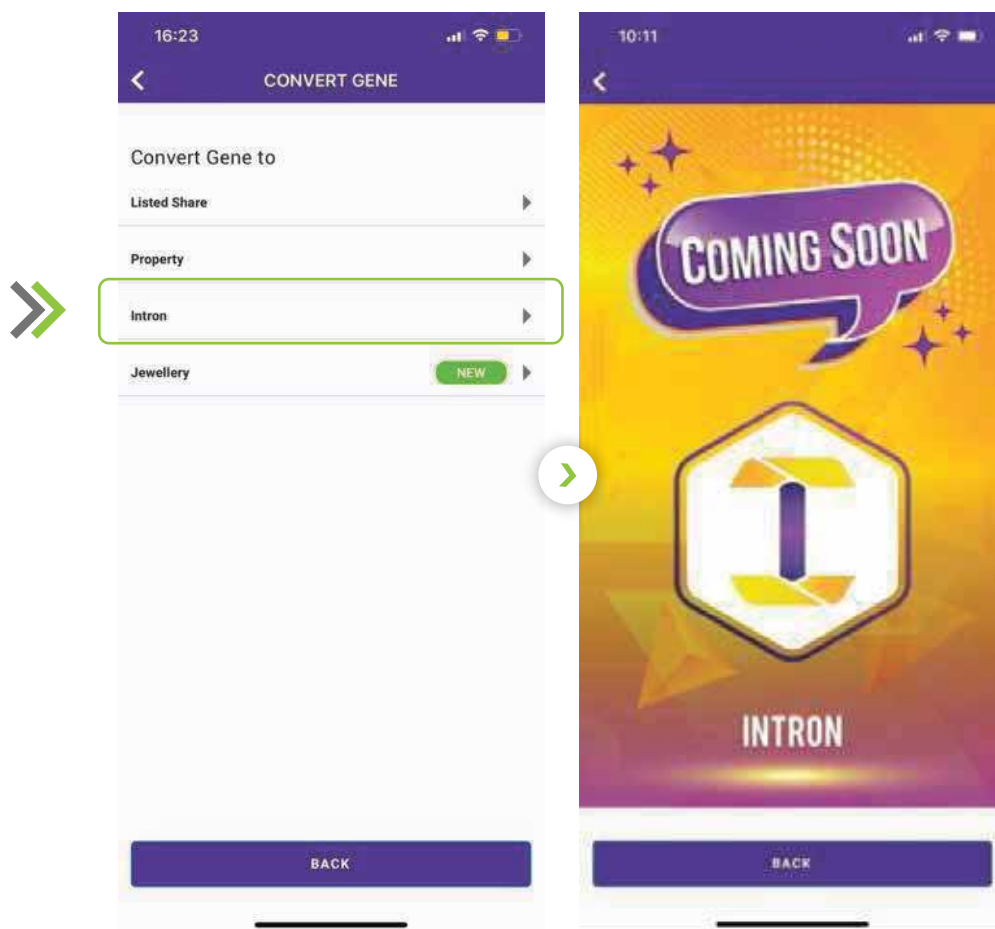 16:23
CONVERT GENE
Convert Gene to
Listed Share
Property
Intron
Jewellery NEW
BACK
10:11
COMING SOON
INTRON
BACK